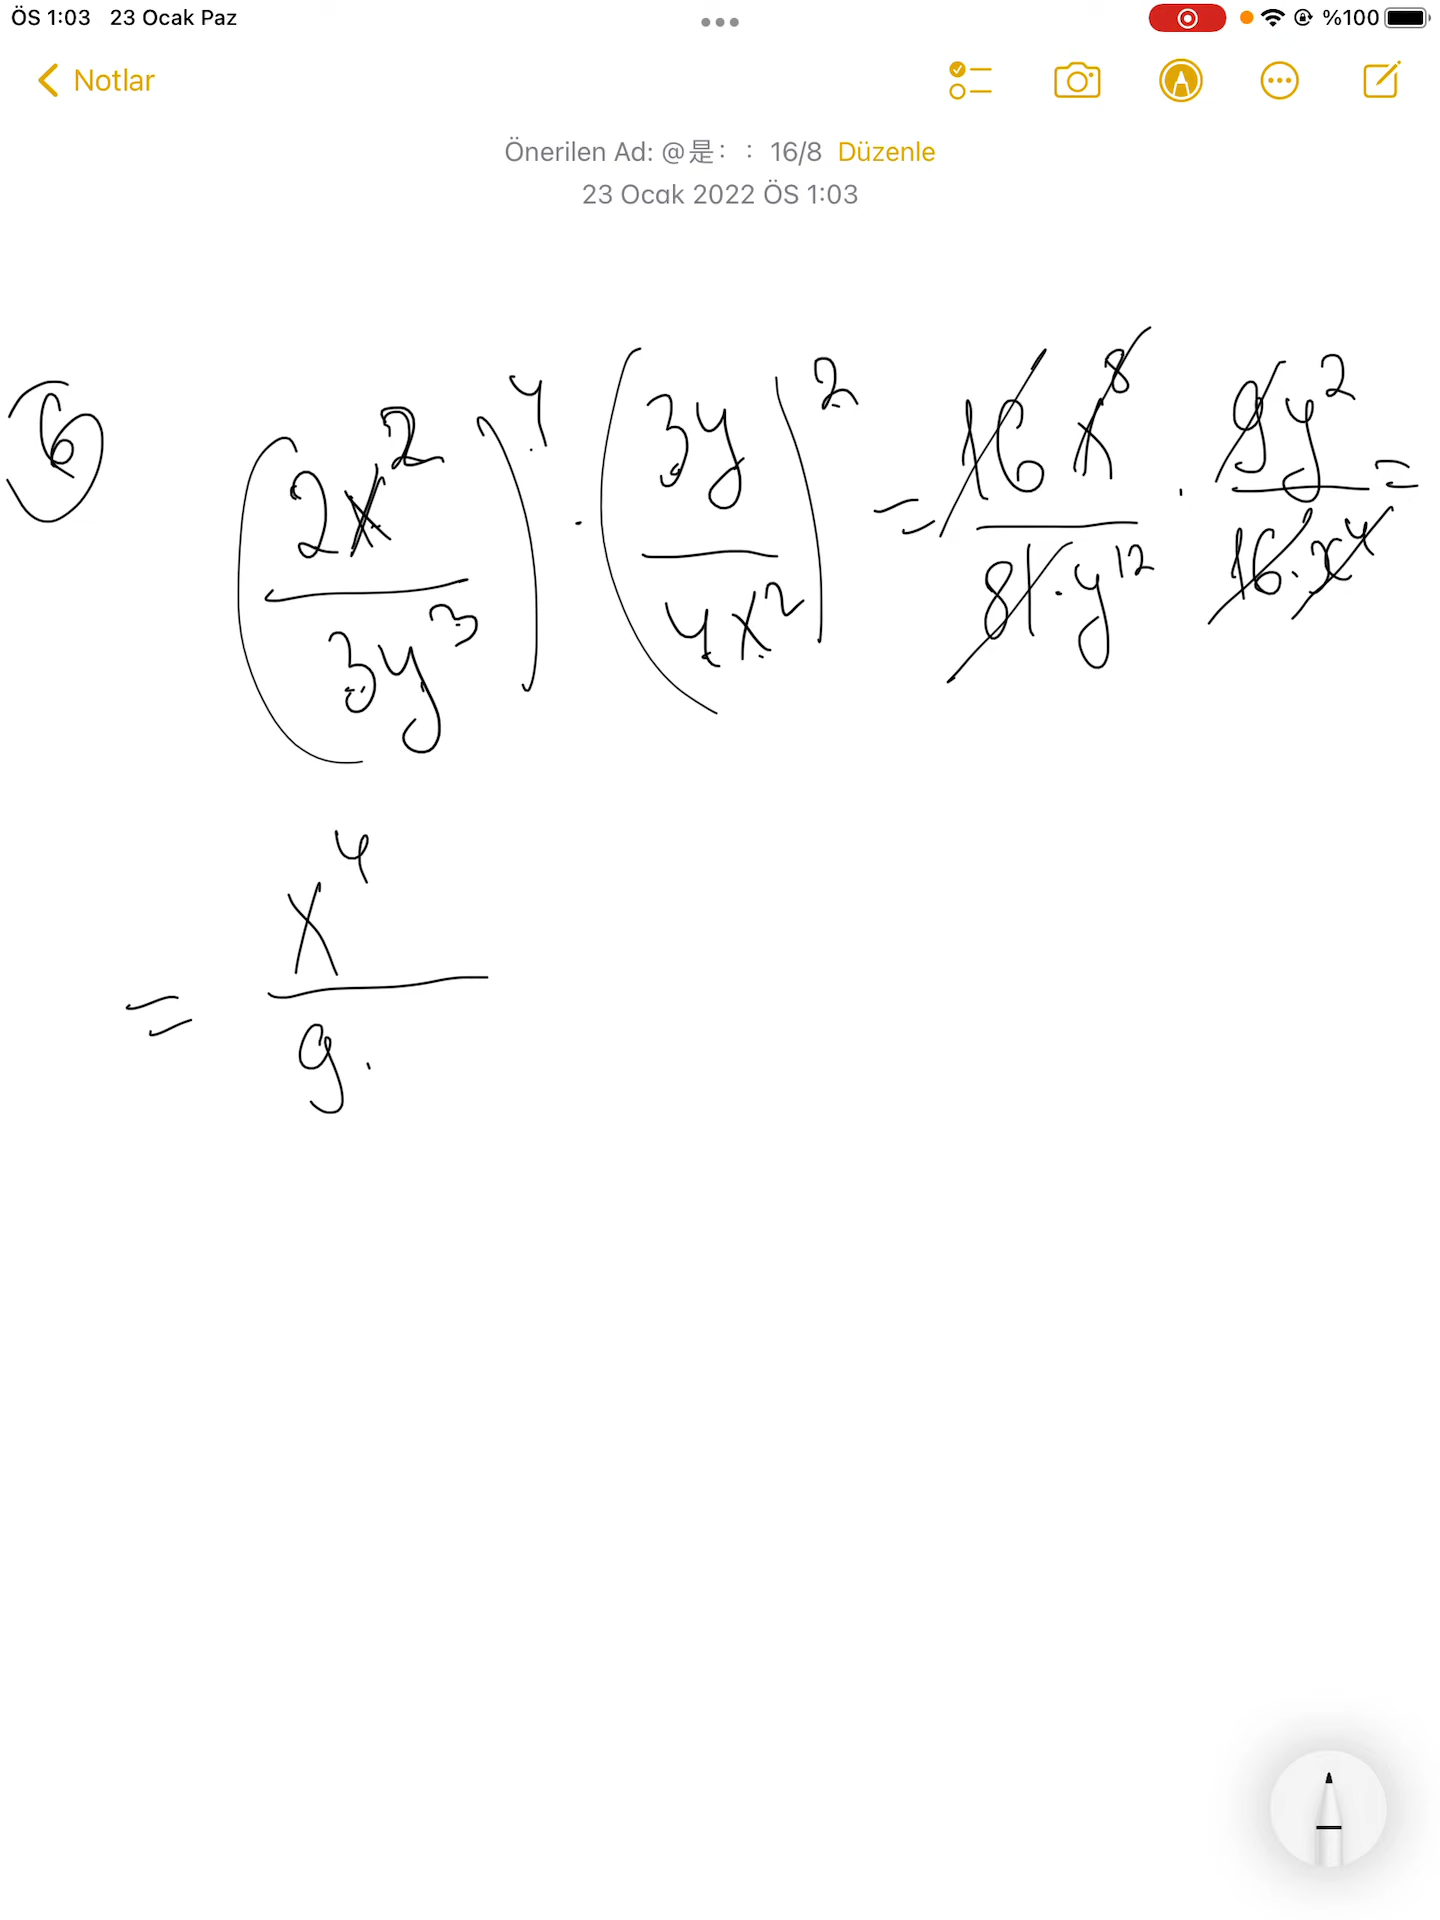 ÖS 1:03 23 Ocak Paz %100
Notlar
Önerilen Ad: @是: : 16/8 Düzenle
23 Ocak 2022 ÖS 1:03
6 (2x²/3y³)⁴ · (3y/4x²)² = 16x⁸/81·y¹² · 9y²/16·x⁴ =
= x⁴/9·